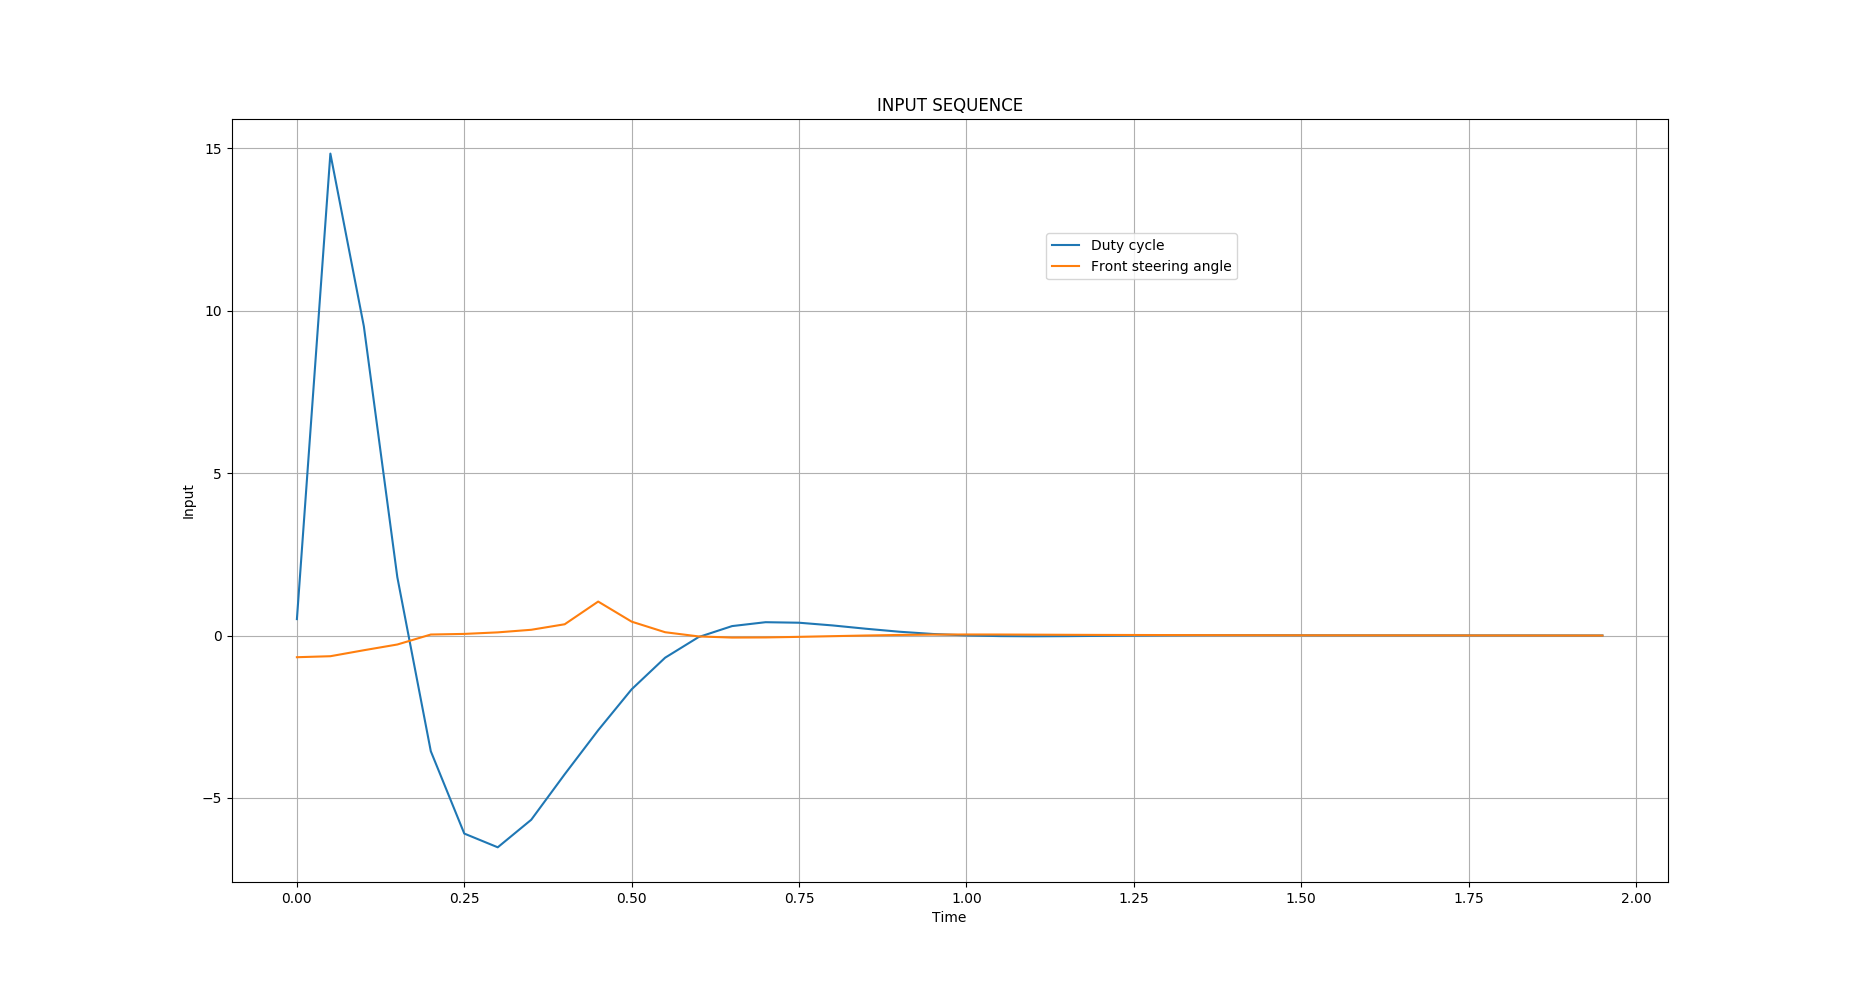 INPUT SEQUENCE
15
10
5
0
−5
Input
Duty cycle
Front steering angle
0.00 0.25 0.50 0.75 1.00 1.25 1.50 1.75 2.00
Time